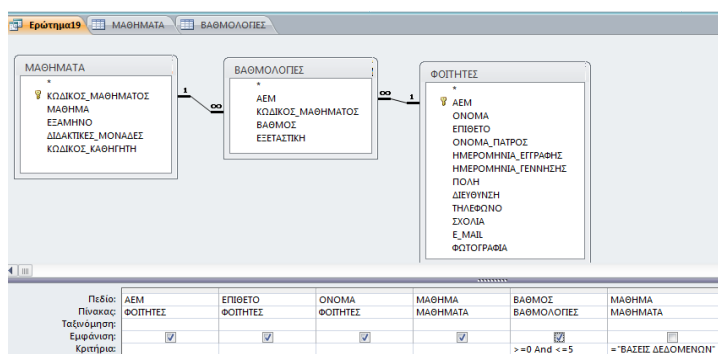 Ερώτημα19 ΜΑΘΗΜΑΤΑ ΒΑΘΜΟΛΟΓΙΕΣ
ΜΑΘΗΜΑΤΑ
*
ΚΩΔΙΚΟΣ_ΜΑΘΗΜΑΤΟΣ
ΜΑΘΗΜΑ
ΕΞΑΜΗΝΟ
ΔΙΔΑΚΤΙΚΕΣ_ΜΟΝΑΔΕΣ
ΚΩΔΙΚΟΣ_ΚΑΘΗΓΗΤΗ
1
∞
ΒΑΘΜΟΛΟΓΙΕΣ
*
ΑΕΜ
ΚΩΔΙΚΟΣ_ΜΑΘΗΜΑΤΟΣ
ΒΑΘΜΟΣ
ΕΞΕΤΑΣΤΙΚΗ
∞
1
ΦΟΙΤΗΤΕΣ
*
ΑΕΜ
ΟΝΟΜΑ
ΕΠΙΘΕΤΟ
ΟΝΟΜΑ_ΠΑΤΡΟΣ
ΗΜΕΡΟΜΗΝΙΑ_ΕΓΓΡΑΦΗΣ
ΗΜΕΡΟΜΗΝΙΑ_ΓΕΝΝΗΣΗΣ
ΠΟΛΗ
ΔΙΕΥΘΥΝΣΗ
ΤΗΛΕΦΩΝΟ
ΣΧΟΛΙΑ
E_MAIL
ΦΩΤΟΓΡΑΦΙΑ
Πεδίο: ΑΕΜ ΕΠΙΘΕΤΟ ΟΝΟΜΑ ΜΑΘΗΜΑ ΒΑΘΜΟΣ ΜΑΘΗΜΑ
Πίνακας: ΦΟΙΤΗΤΕΣ ΦΟΙΤΗΤΕΣ ΦΟΙΤΗΤΕΣ ΜΑΘΗΜΑΤΑ ΒΑΘΜΟΛΟΓΙΕΣ ΜΑΘΗΜΑΤΑ
Ταξινόμηση:
Εμφάνιση:
Κριτήρια: >=0 And <=5 ="ΒΑΣΕΙΣ ΔΕΔΟΜΕΝΩΝ"